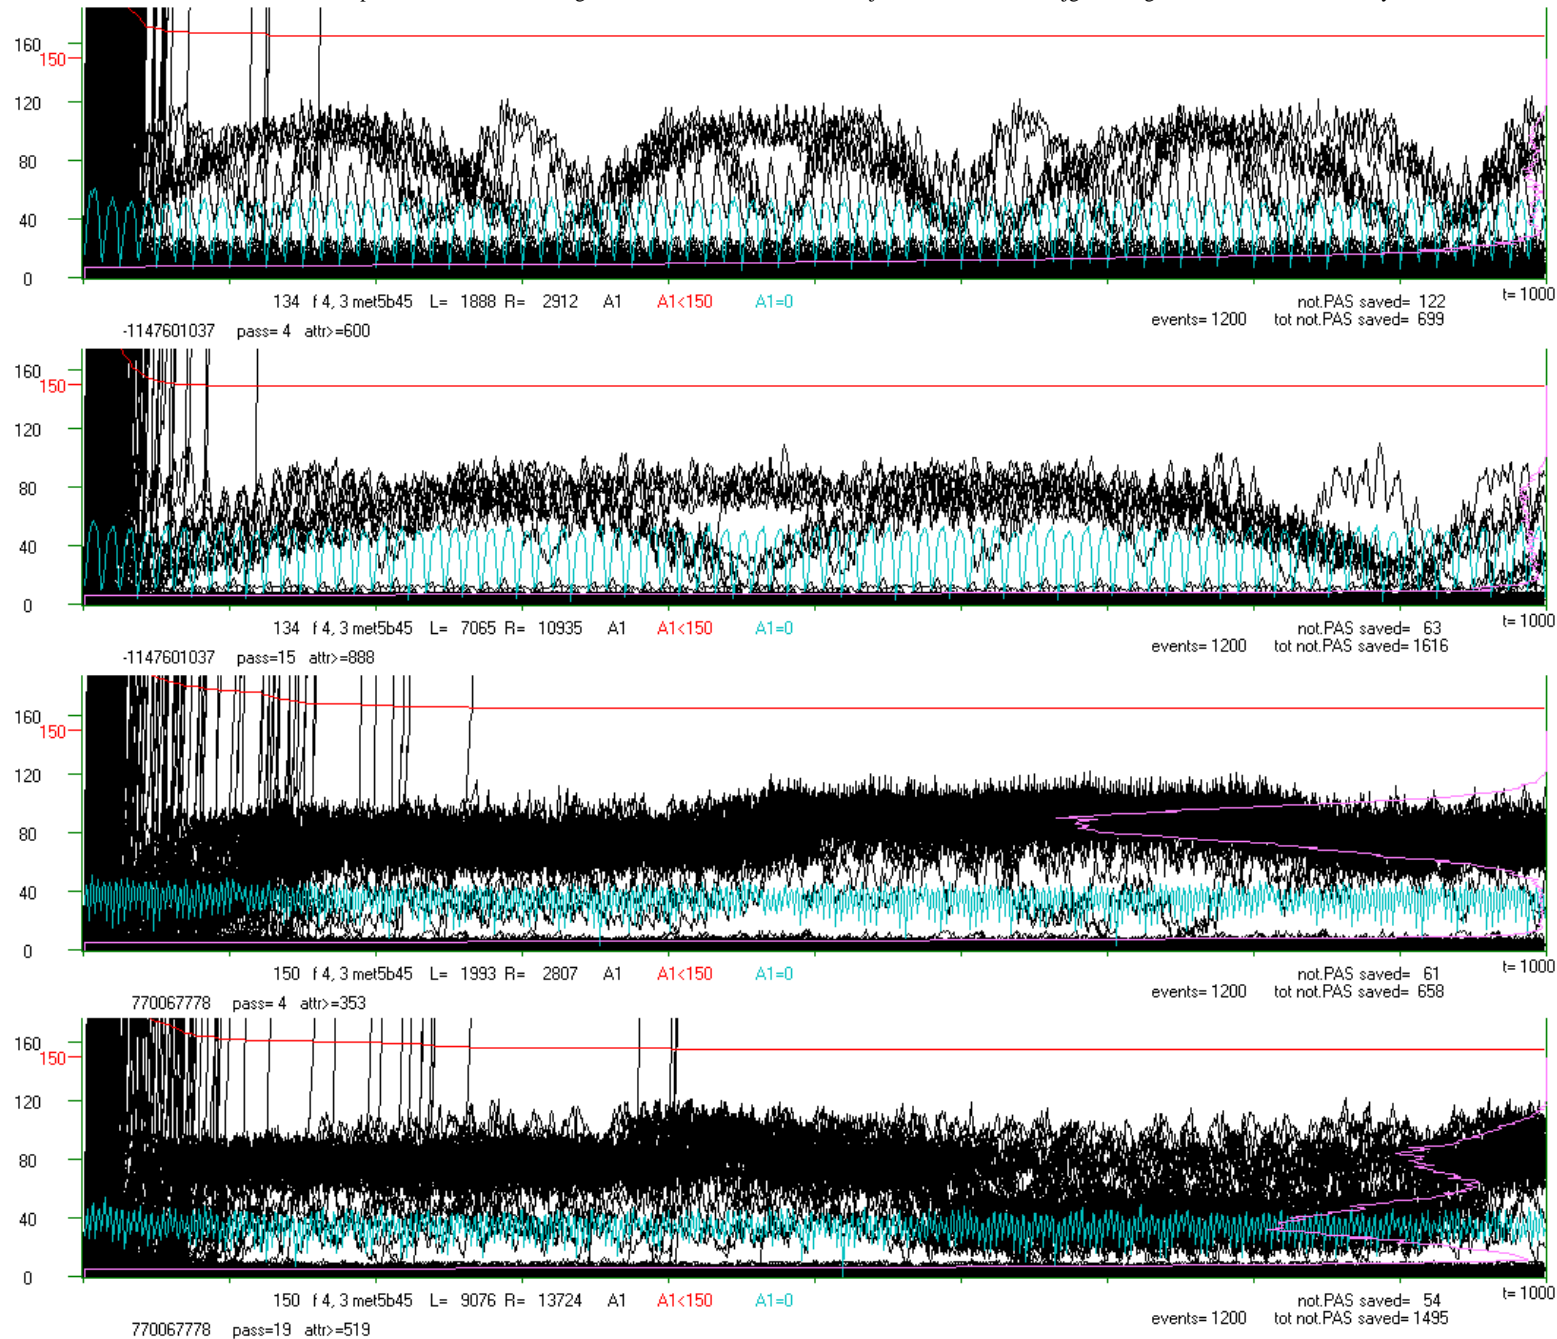 160
150
120
80
40
0
134 f 4, 3 met5b45 L= 1888 R= 2912 A1 A1<150 A1=0 not.PAS saved= 122 t= 1000
events= 1200 tot not.PAS saved= 699
-1147601037 pass= 4 attr>=600
160
150
120
80
40
0
134 f 4, 3 met5b45 L= 7065 R= 10935 A1 A1<150 A1=0 not.PAS saved= 63 t= 1000
events= 1200 tot not.PAS saved= 1616
-1147601037 pass=15 attr>=888
160
150
120
80
40
0
150 f 4, 3 met5b45 L= 1993 R= 2807 A1 A1<150 A1=0 not.PAS saved= 61 t= 1000
events= 1200 tot not.PAS saved= 658
770067778 pass= 4 attr>=353
160
150
120
80
40
0
150 f 4, 3 met5b45 L= 9076 R= 13724 A1 A1<150 A1=0 not.PAS saved= 54 t= 1000
events= 1200 tot not.PAS saved= 1495
770067778 pass=19 attr>=519